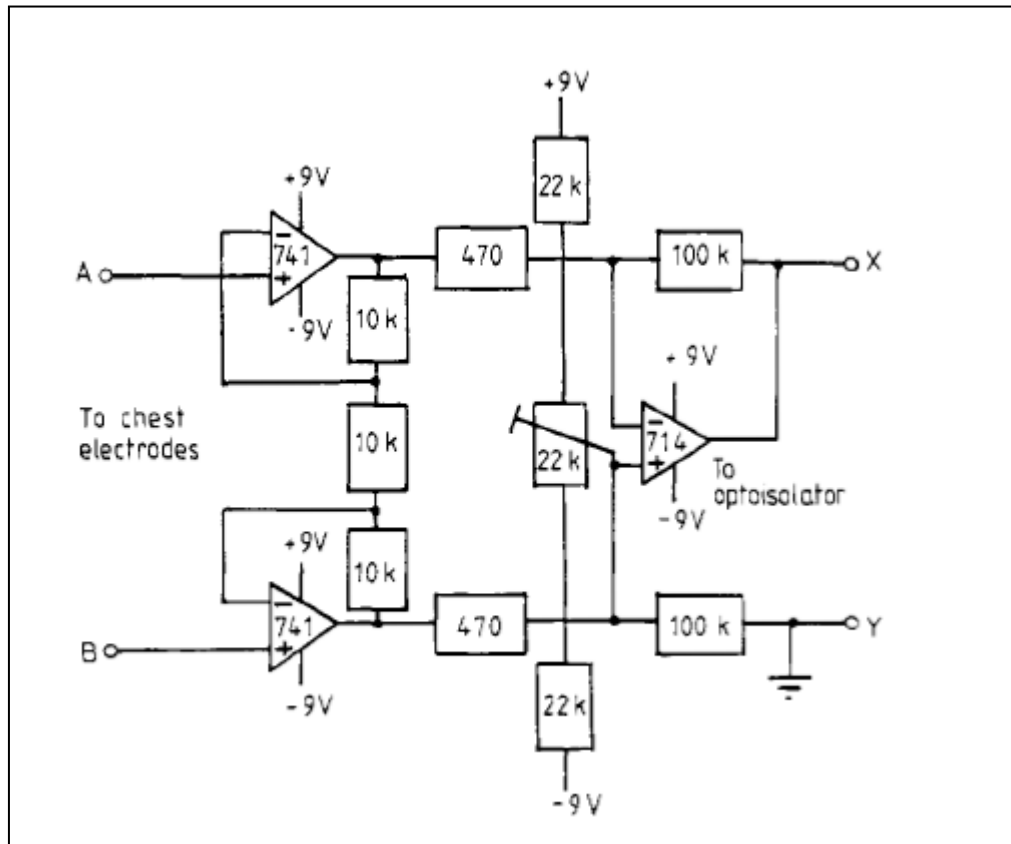 +9V
22 k
+9V
741
−
+
A
-9V
470
100 k
X
10 k
To chest
electrodes
10 k
22 k
+9V
714
−
+
To
optoisolator
-9V
+9V
10 k
741
−
+
B
-9V
470
100 k
Y
22 k
-9V